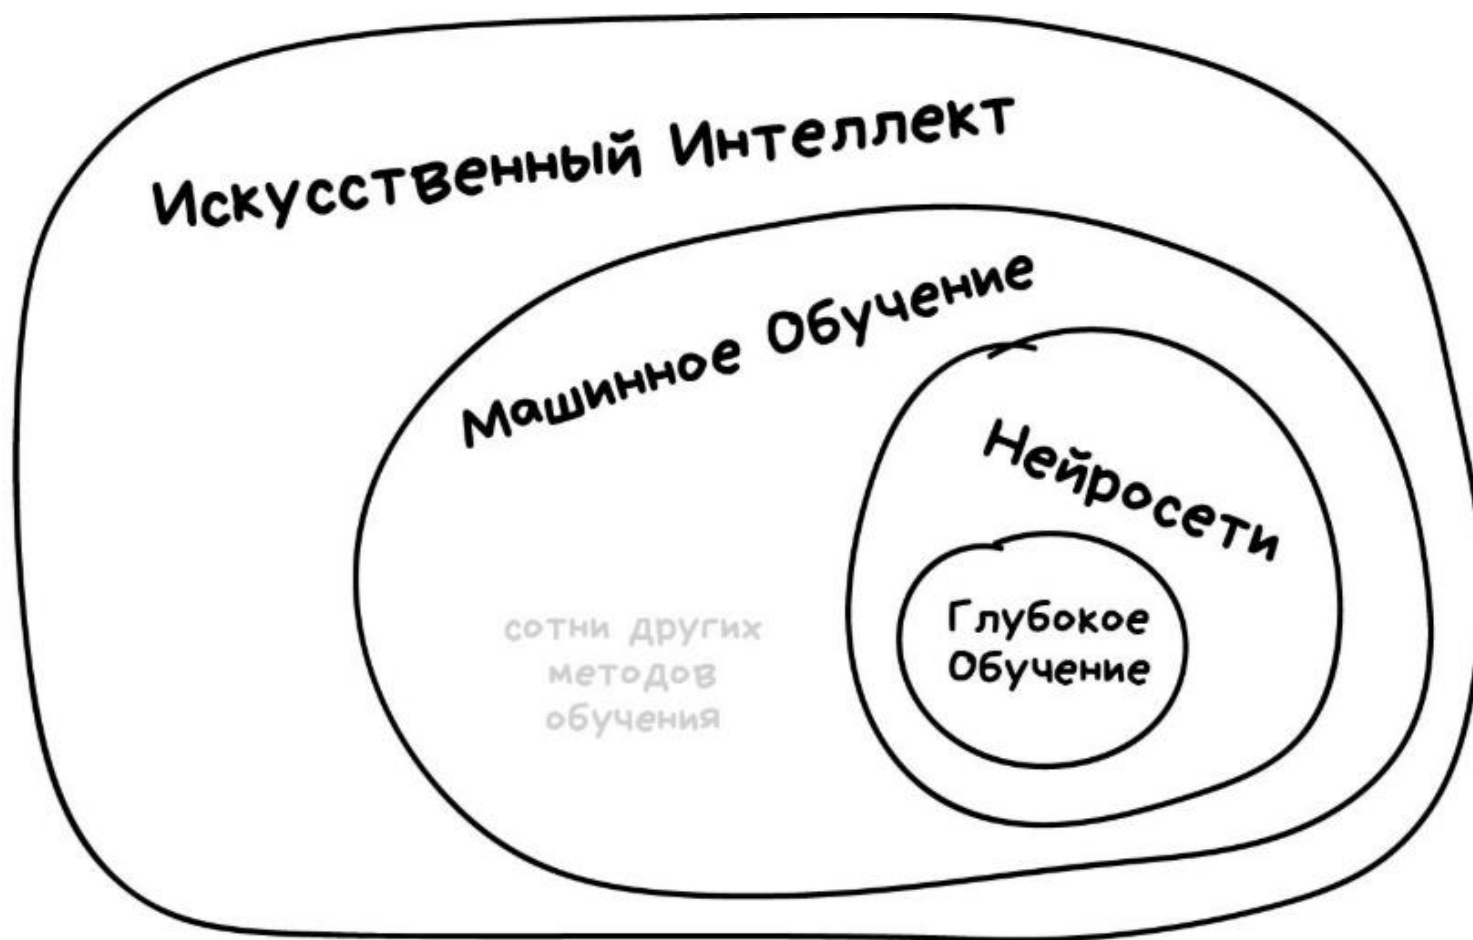 Искусственный Интеллект
Машинное Обучение
Нейросети
Глубокое
Обучение
сотни других
методов
обучения